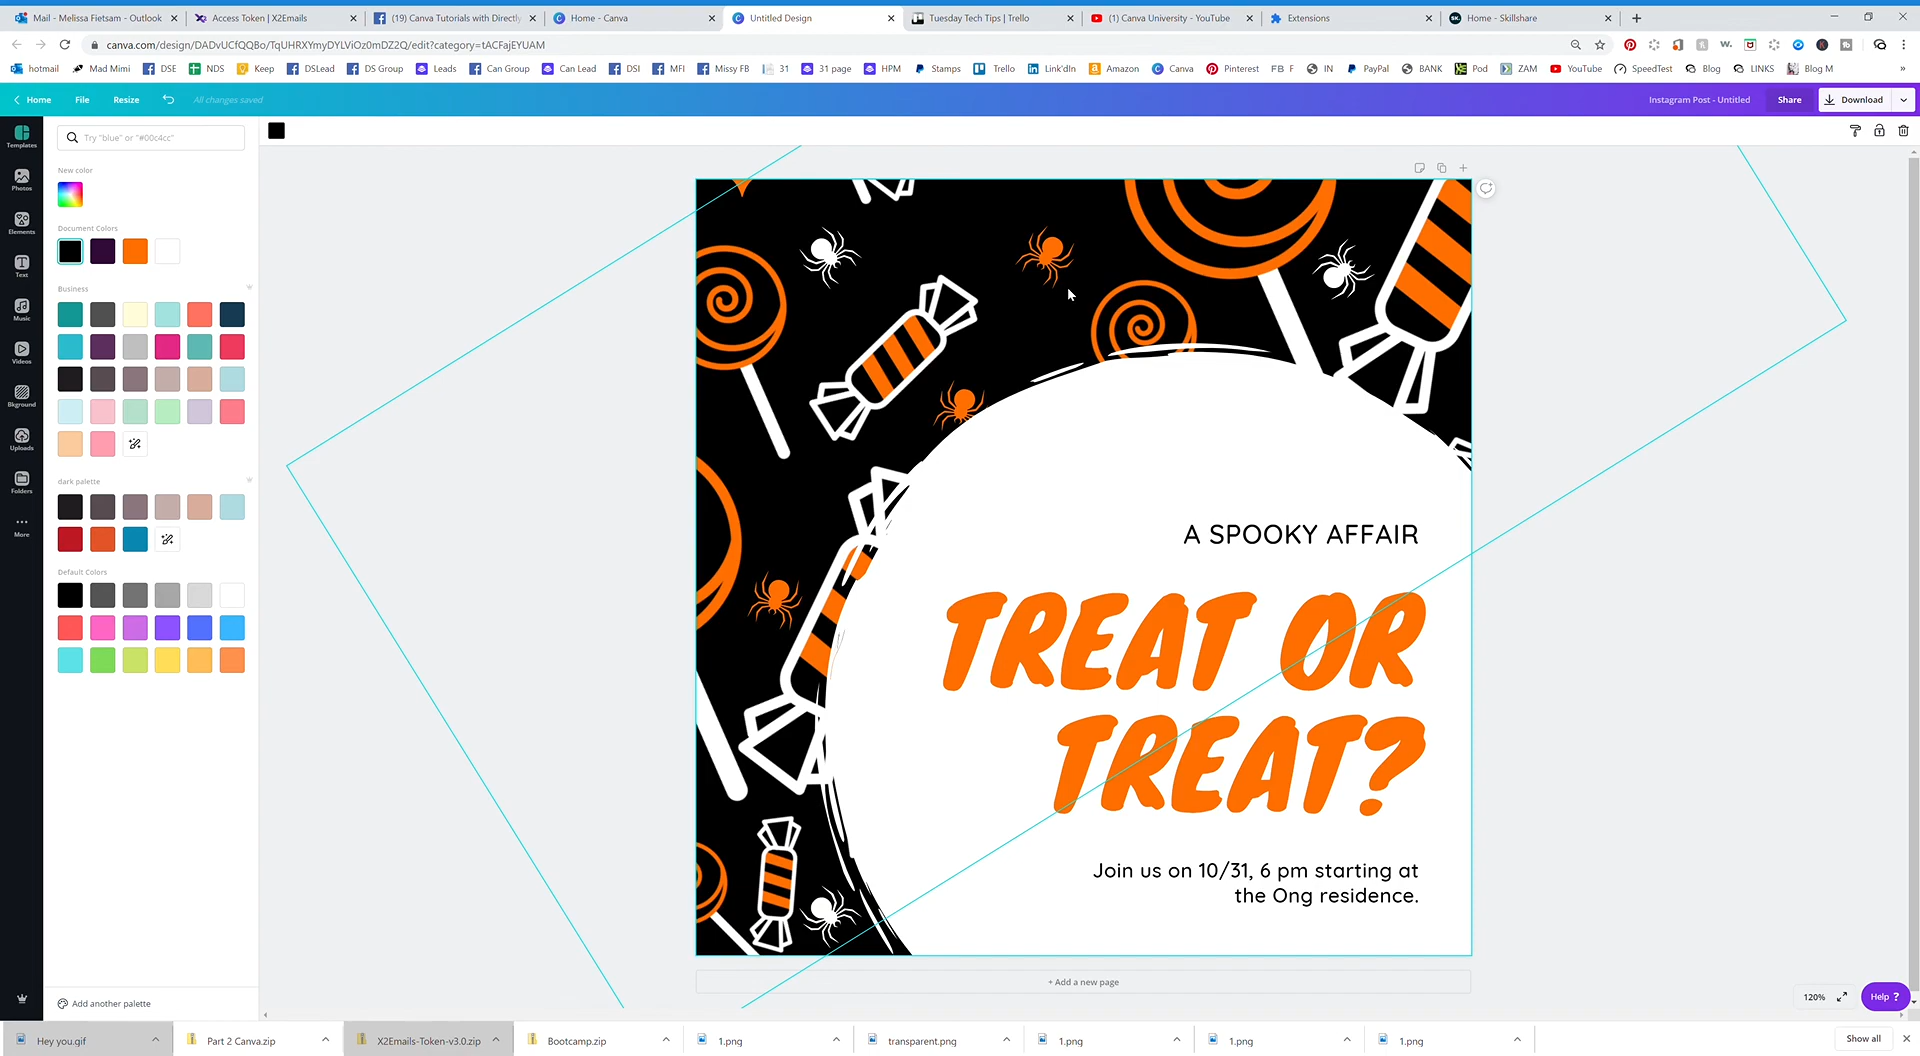 Mail - Melissa Fietsam - Outlook
Access Token | X2Emails
(19) Canva Tutorials with Directl
Home - Canva
Untitled Design
Tuesday Tech Tips | Trello
(1) Canva University - YouTube
Extensions
Home - Skillshare
canva.com/design/DADvUCfQQBo/TqUHRXYmyDYLViOz0mDZ2Q/edit?category=tACFajEYUAM
hotmail
Mad Mimi
DSE
NDS
Keep
DSLead
DS Group
Leads
Can Group
Can Lead
DSI
MFI
Missy FB
31
31 page
HPM
Stamps
Trello
Link'dIn
Amazon
Canva
Pinterest
FB F
IN
PayPal
BANK
Pod
ZAM
YouTube
SpeedTest
Blog
LINKS
Blog M
Home
File
Resize
All changes saved
Instagram Post - Untitled
Share
Download
Templates
Photos
Elements
Text
Music
Videos
Bkground
Uploads
Folders
More
Try "blue" or "#00c4cc"
New color
Document Colors
Business
dark palette
Default Colors
Add another palette
A SPOOKY AFFAIR
TREAT OR
TREAT?
Join us on 10/31, 6 pm starting at
the Ong residence.
+ Add a new page
120%
Help ?
Hey you.gif
Part 2 Canva.zip
X2Emails-Token-v3.0.zip
Bootcamp.zip
1.png
transparent.png
1.png
1.png
1.png
Show all